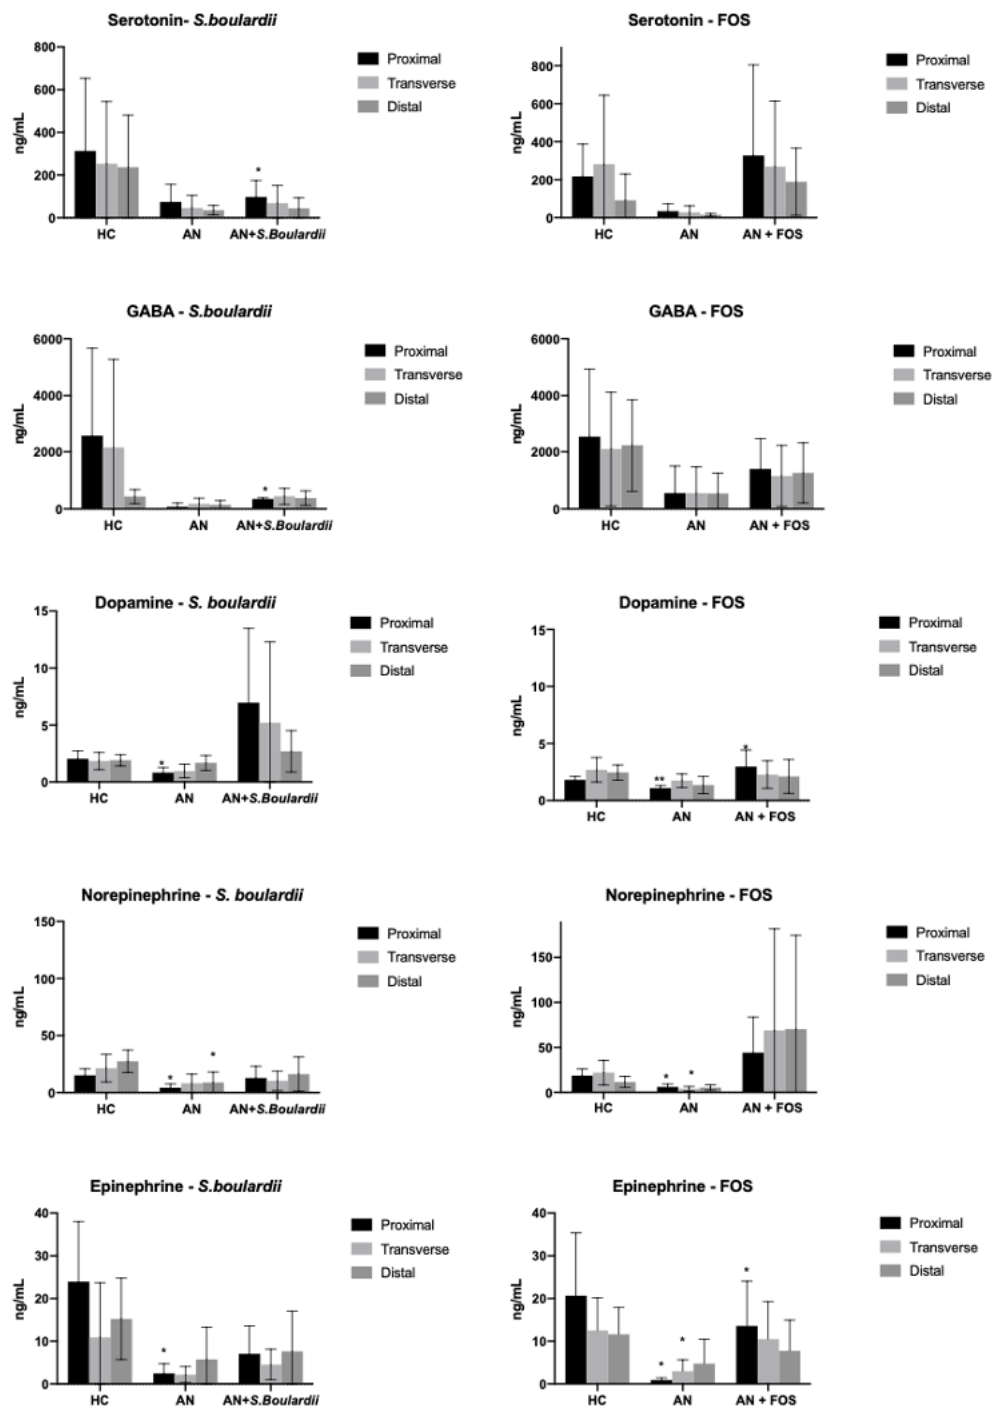 Serotonin- S.boulardii
800
600
400
200
0
ng/mL
HC
AN
AN+S.Boulardii
Proximal
Transverse
Distal
Serotonin - FOS
800
600
400
200
0
ng/mL
HC
AN
AN + FOS
Proximal
Transverse
Distal
GABA - S.boulardii
6000
4000
2000
0
ng/mL
HC
AN
AN+S.Boulardii
Proximal
Transverse
Distal
GABA - FOS
6000
4000
2000
0
ng/mL
HC
AN
AN + FOS
Proximal
Transverse
Distal
Dopamine - S. boulardii
15
10
5
0
ng/mL
HC
AN
AN+S.Boulardii
Proximal
Transverse
Distal
*
Dopamine - FOS
15
10
5
0
ng/mL
HC
AN
AN + FOS
Proximal
Transverse
Distal
**
*
Norepinephrine - S. boulardii
150
100
50
0
ng/mL
HC
AN
AN+S.Boulardii
Proximal
Transverse
Distal
* *
Norepinephrine - FOS
150
100
50
0
ng/mL
HC
AN
AN + FOS
Proximal
Transverse
Distal
* *
Epinephrine - S.boulardii
40
30
20
10
0
ng/mL
HC
AN
AN+S.Boulardii
Proximal
Transverse
Distal
*
Epinephrine - FOS
40
30
20
10
0
ng/mL
HC
AN
AN + FOS
Proximal
Transverse
Distal
* *
*